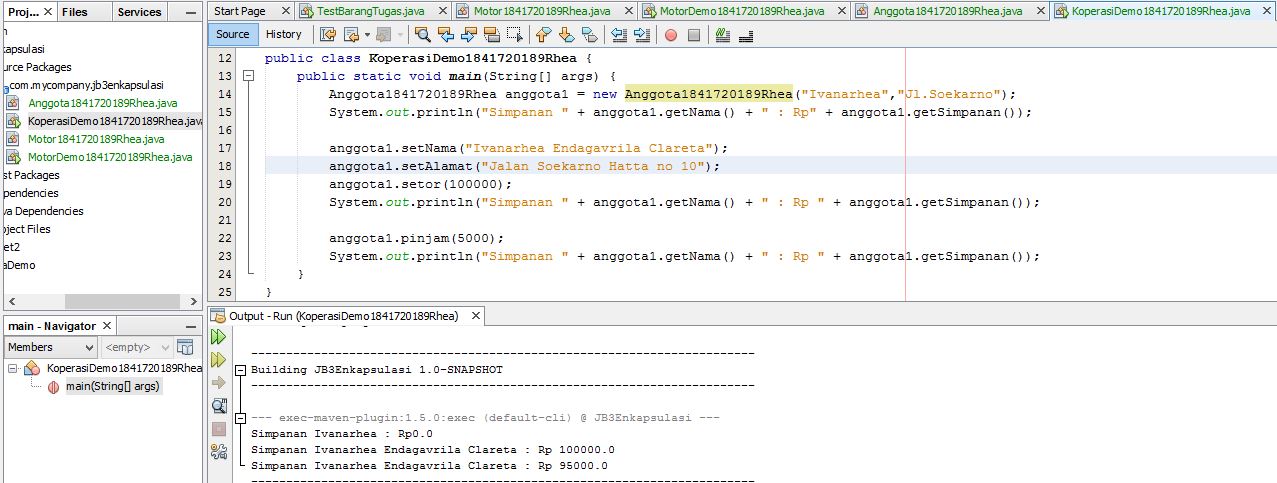 Proj... Files Services
Start Page TestBarangTugas.java Motor1841720189Rhea.java MotorDemo1841720189Rhea.java Anggota1841720189Rhea.java KoperasiDemo1841720189Rhea.java
Source History
kapsulasi
urce Packages
com.mycompany.jb3enkapsulasi
Anggota1841720189Rhea.java
KoperasiDemo1841720189Rhea.java
Motor1841720189Rhea.java
MotorDemo1841720189Rhea.java
st Packages
pendencies
va Dependencies
oject Files
et2
aDemo
12 public class KoperasiDemo1841720189Rhea {
13 public static void main(String[] args) {
14 Anggota1841720189Rhea anggota1 = new Anggota1841720189Rhea("Ivanarhea","Jl.Soekarno");
15 System.out.println("Simpanan " + anggota1.getNama() + " : Rp" + anggota1.getSimpanan());
16
17 anggota1.setNama("Ivanarhea Endagavrila Clareta");
18 anggota1.setAlamat("Jalan Soekarno Hatta no 10");
19 anggota1.setor(100000);
20 System.out.println("Simpanan " + anggota1.getNama() + " : Rp " + anggota1.getSimpanan());
21
22 anggota1.pinjam(5000);
23 System.out.println("Simpanan " + anggota1.getNama() + " : Rp " + anggota1.getSimpanan());
24 }
25 }
main - Navigator
Members <empty>
KoperasiDemo1841720189Rhea
main(String[] args)
Output - Run (KoperasiDemo1841720189Rhea)
------------------------------------------------------------------------
Building JB3Enkapsulasi 1.0-SNAPSHOT
------------------------------------------------------------------------
--- exec-maven-plugin:1.5.0:exec (default-cli) @ JB3Enkapsulasi ---
Simpanan Ivanarhea : Rp0.0
Simpanan Ivanarhea Endagavrila Clareta : Rp 100000.0
Simpanan Ivanarhea Endagavrila Clareta : Rp 95000.0
------------------------------------------------------------------------